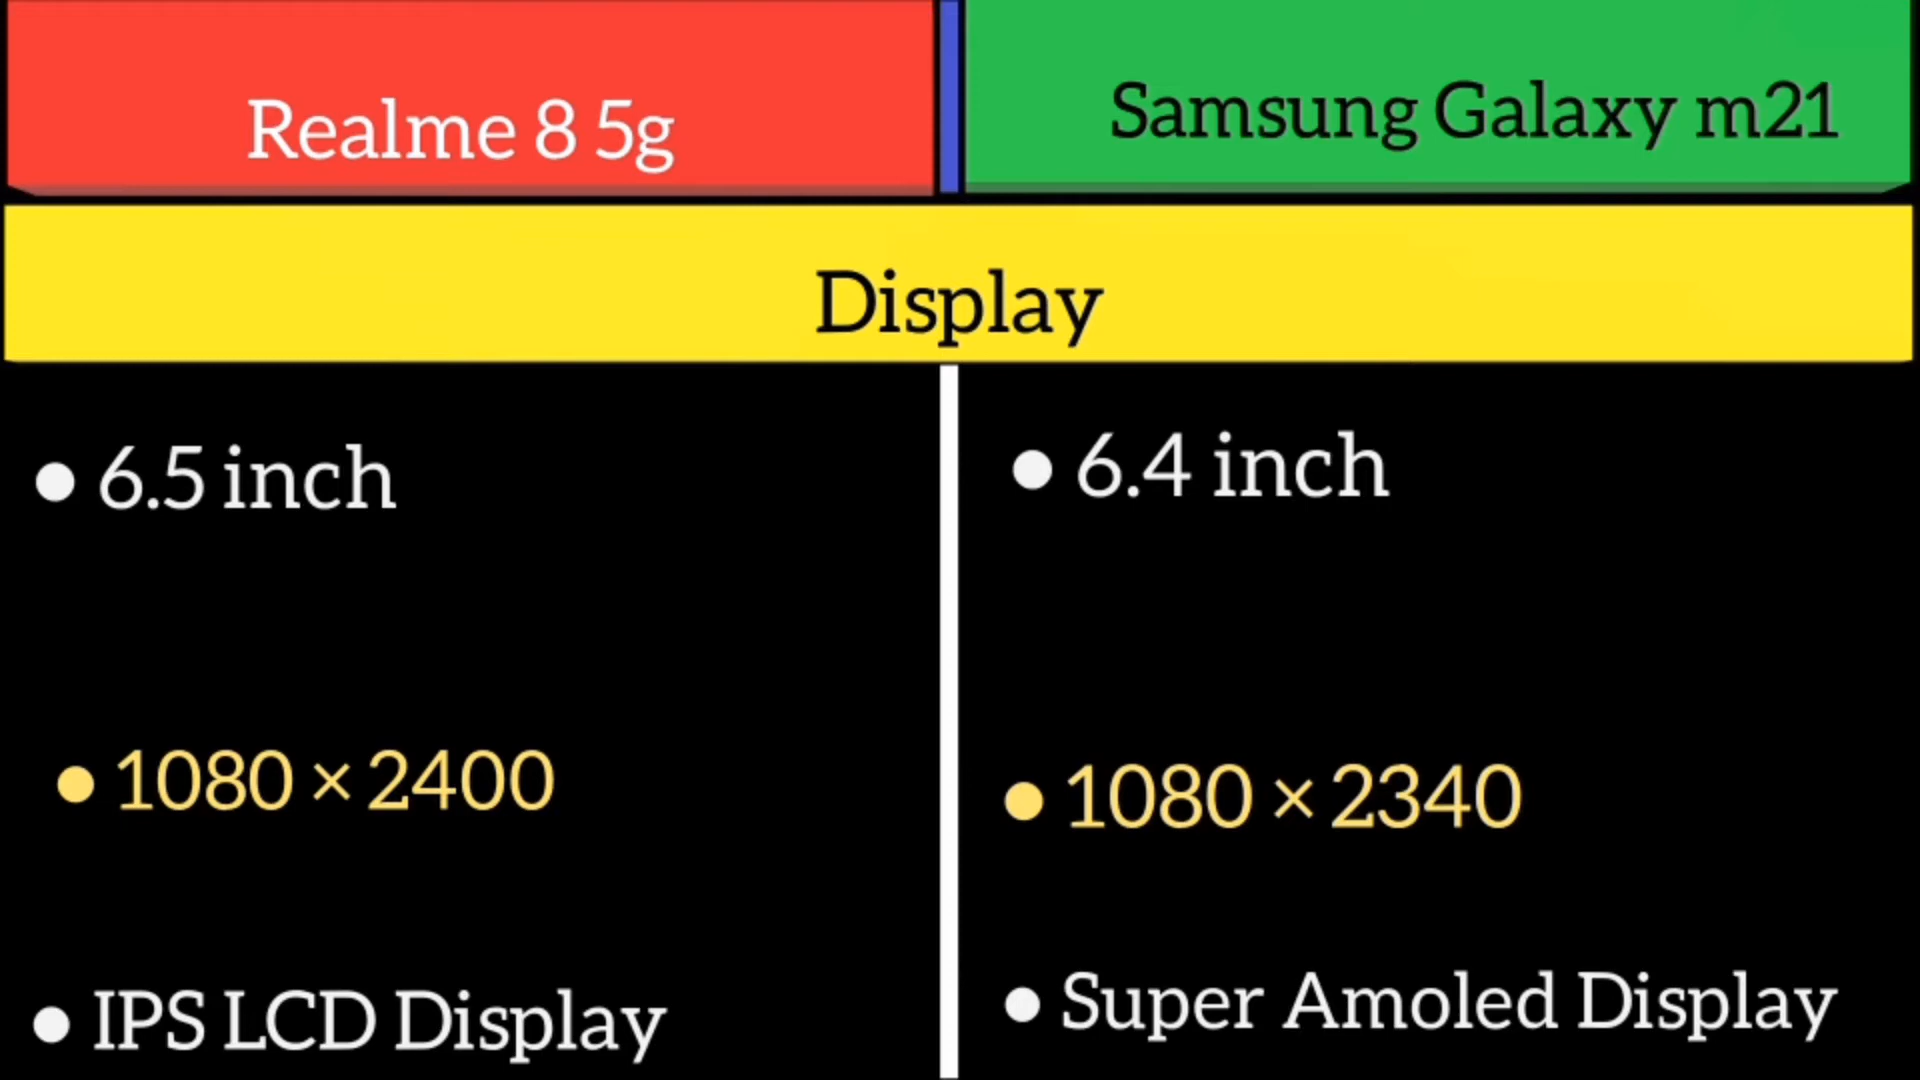 Realme 8 5g
Samsung Galaxy m21
Display
• 6.5 inch
• 6.4 inch
• 1080 × 2400
• 1080 × 2340
• IPS LCD Display
• Super Amoled Display